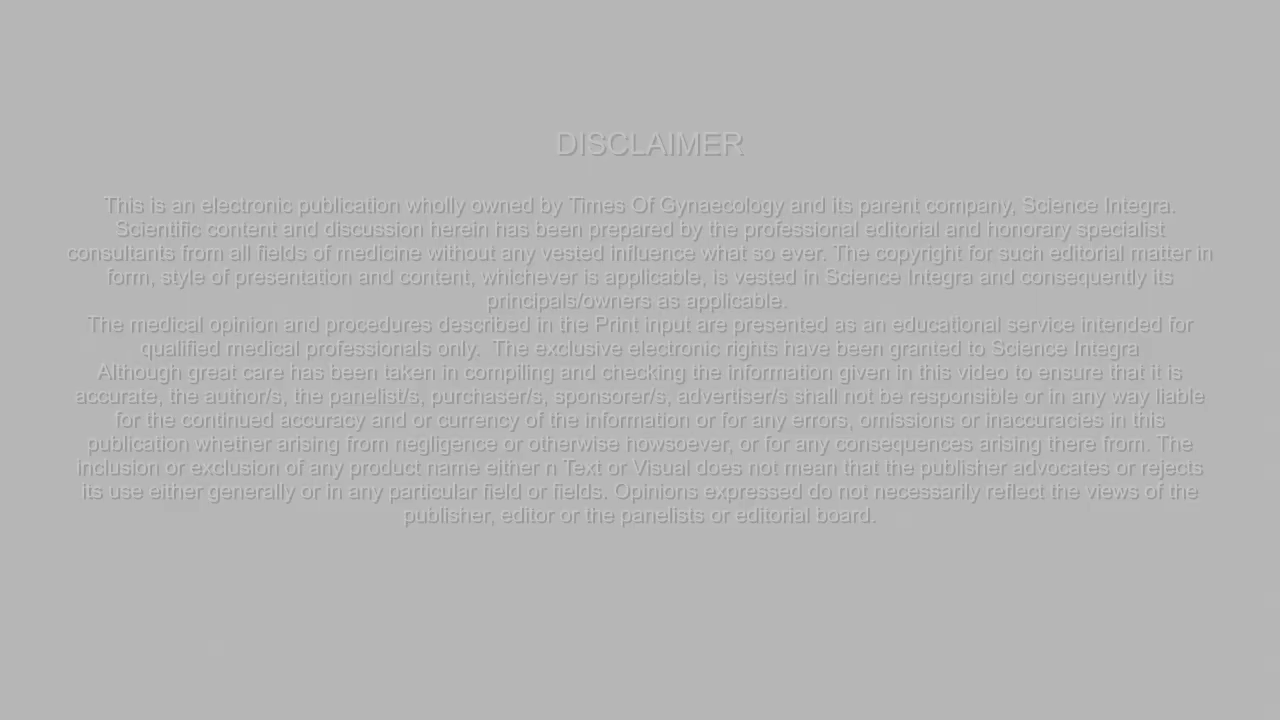 DISCLAIMER
This is an electronic publication wholly owned by Times Of Gynaecology and its parent company, Science Integra.
Scientific content and discussion herein has been prepared by the professional editorial and honorary specialist
consultants from all fields of medicine without any vested influence what so ever. The copyright for such editorial matter in
form, style of presentation and content, whichever is applicable, is vested in Science Integra and consequently its
principals/owners as applicable.
The medical opinion and procedures described in the Print input are presented as an educational service intended for
qualified medical professionals only.  The exclusive electronic rights have been granted to Science Integra
Although great care has been taken in compiling and checking the information given in this video to ensure that it is
accurate, the author/s, the panelist/s, purchaser/s, sponsorer/s, advertiser/s shall not be responsible or in any way liable
for the continued accuracy and or currency of the information or for any errors, omissions or inaccuracies in this
publication whether arising from negligence or otherwise howsoever, or for any consequences arising there from. The
inclusion or exclusion of any product name either n Text or Visual does not mean that the publisher advocates or rejects
its use either generally or in any particular field or fields. Opinions expressed do not necessarily reflect the views of the
publisher, editor or the panelists or editorial board.